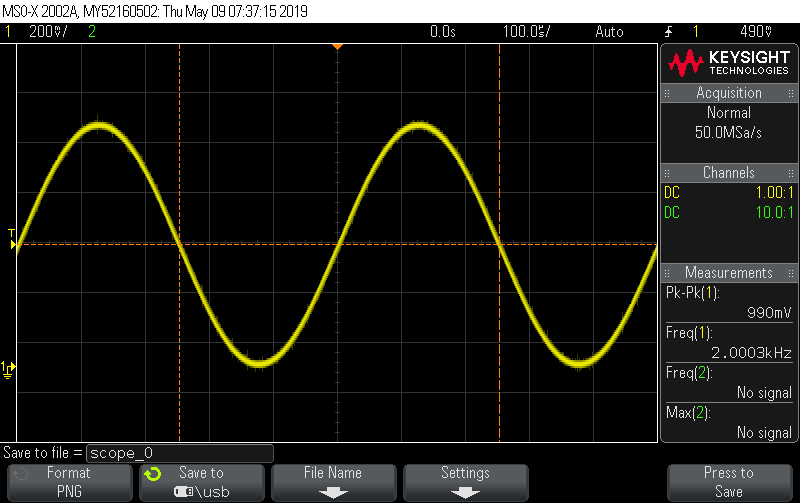 MSO-X 2002A, MY52160502: Thu May 09 07:37:15 2019
1 200V/ 2 0.0s 100.0s/ Auto 1 490V
KEYSIGHT
TECHNOLOGIES
Acquisition
Normal
50.0MSa/s
Channels
DC 1.00:1
DC 10.0:1
T
Measurements
Pk-Pk(1):
990mV
Freq(1):
2.0003kHz
1
Freq(2):
No signal
Max(2):
No signal
Save to file = scope_0
Format
PNG
Save to
\usb
File Name
Settings
Press to
Save